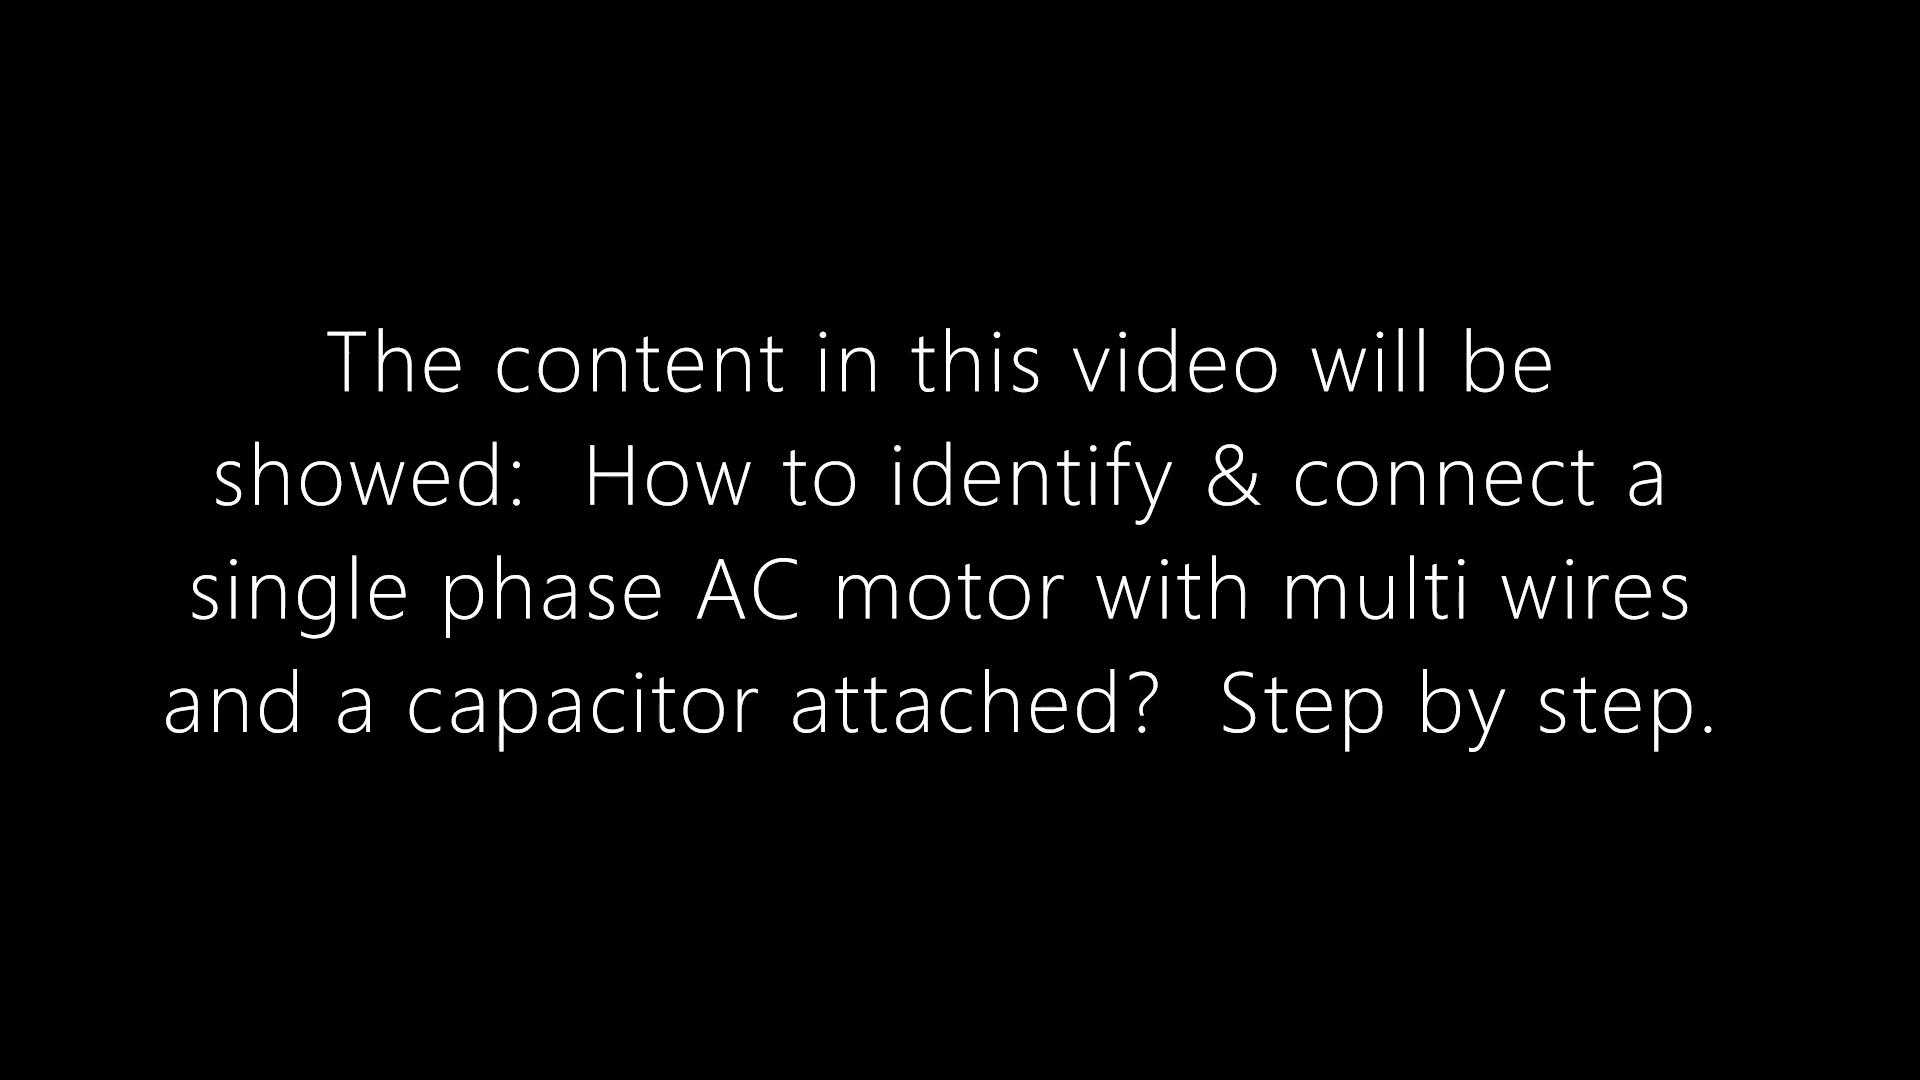 The content in this video will be
showed:  How to identify & connect a
single phase AC motor with multi wires
and a capacitor attached?  Step by step.